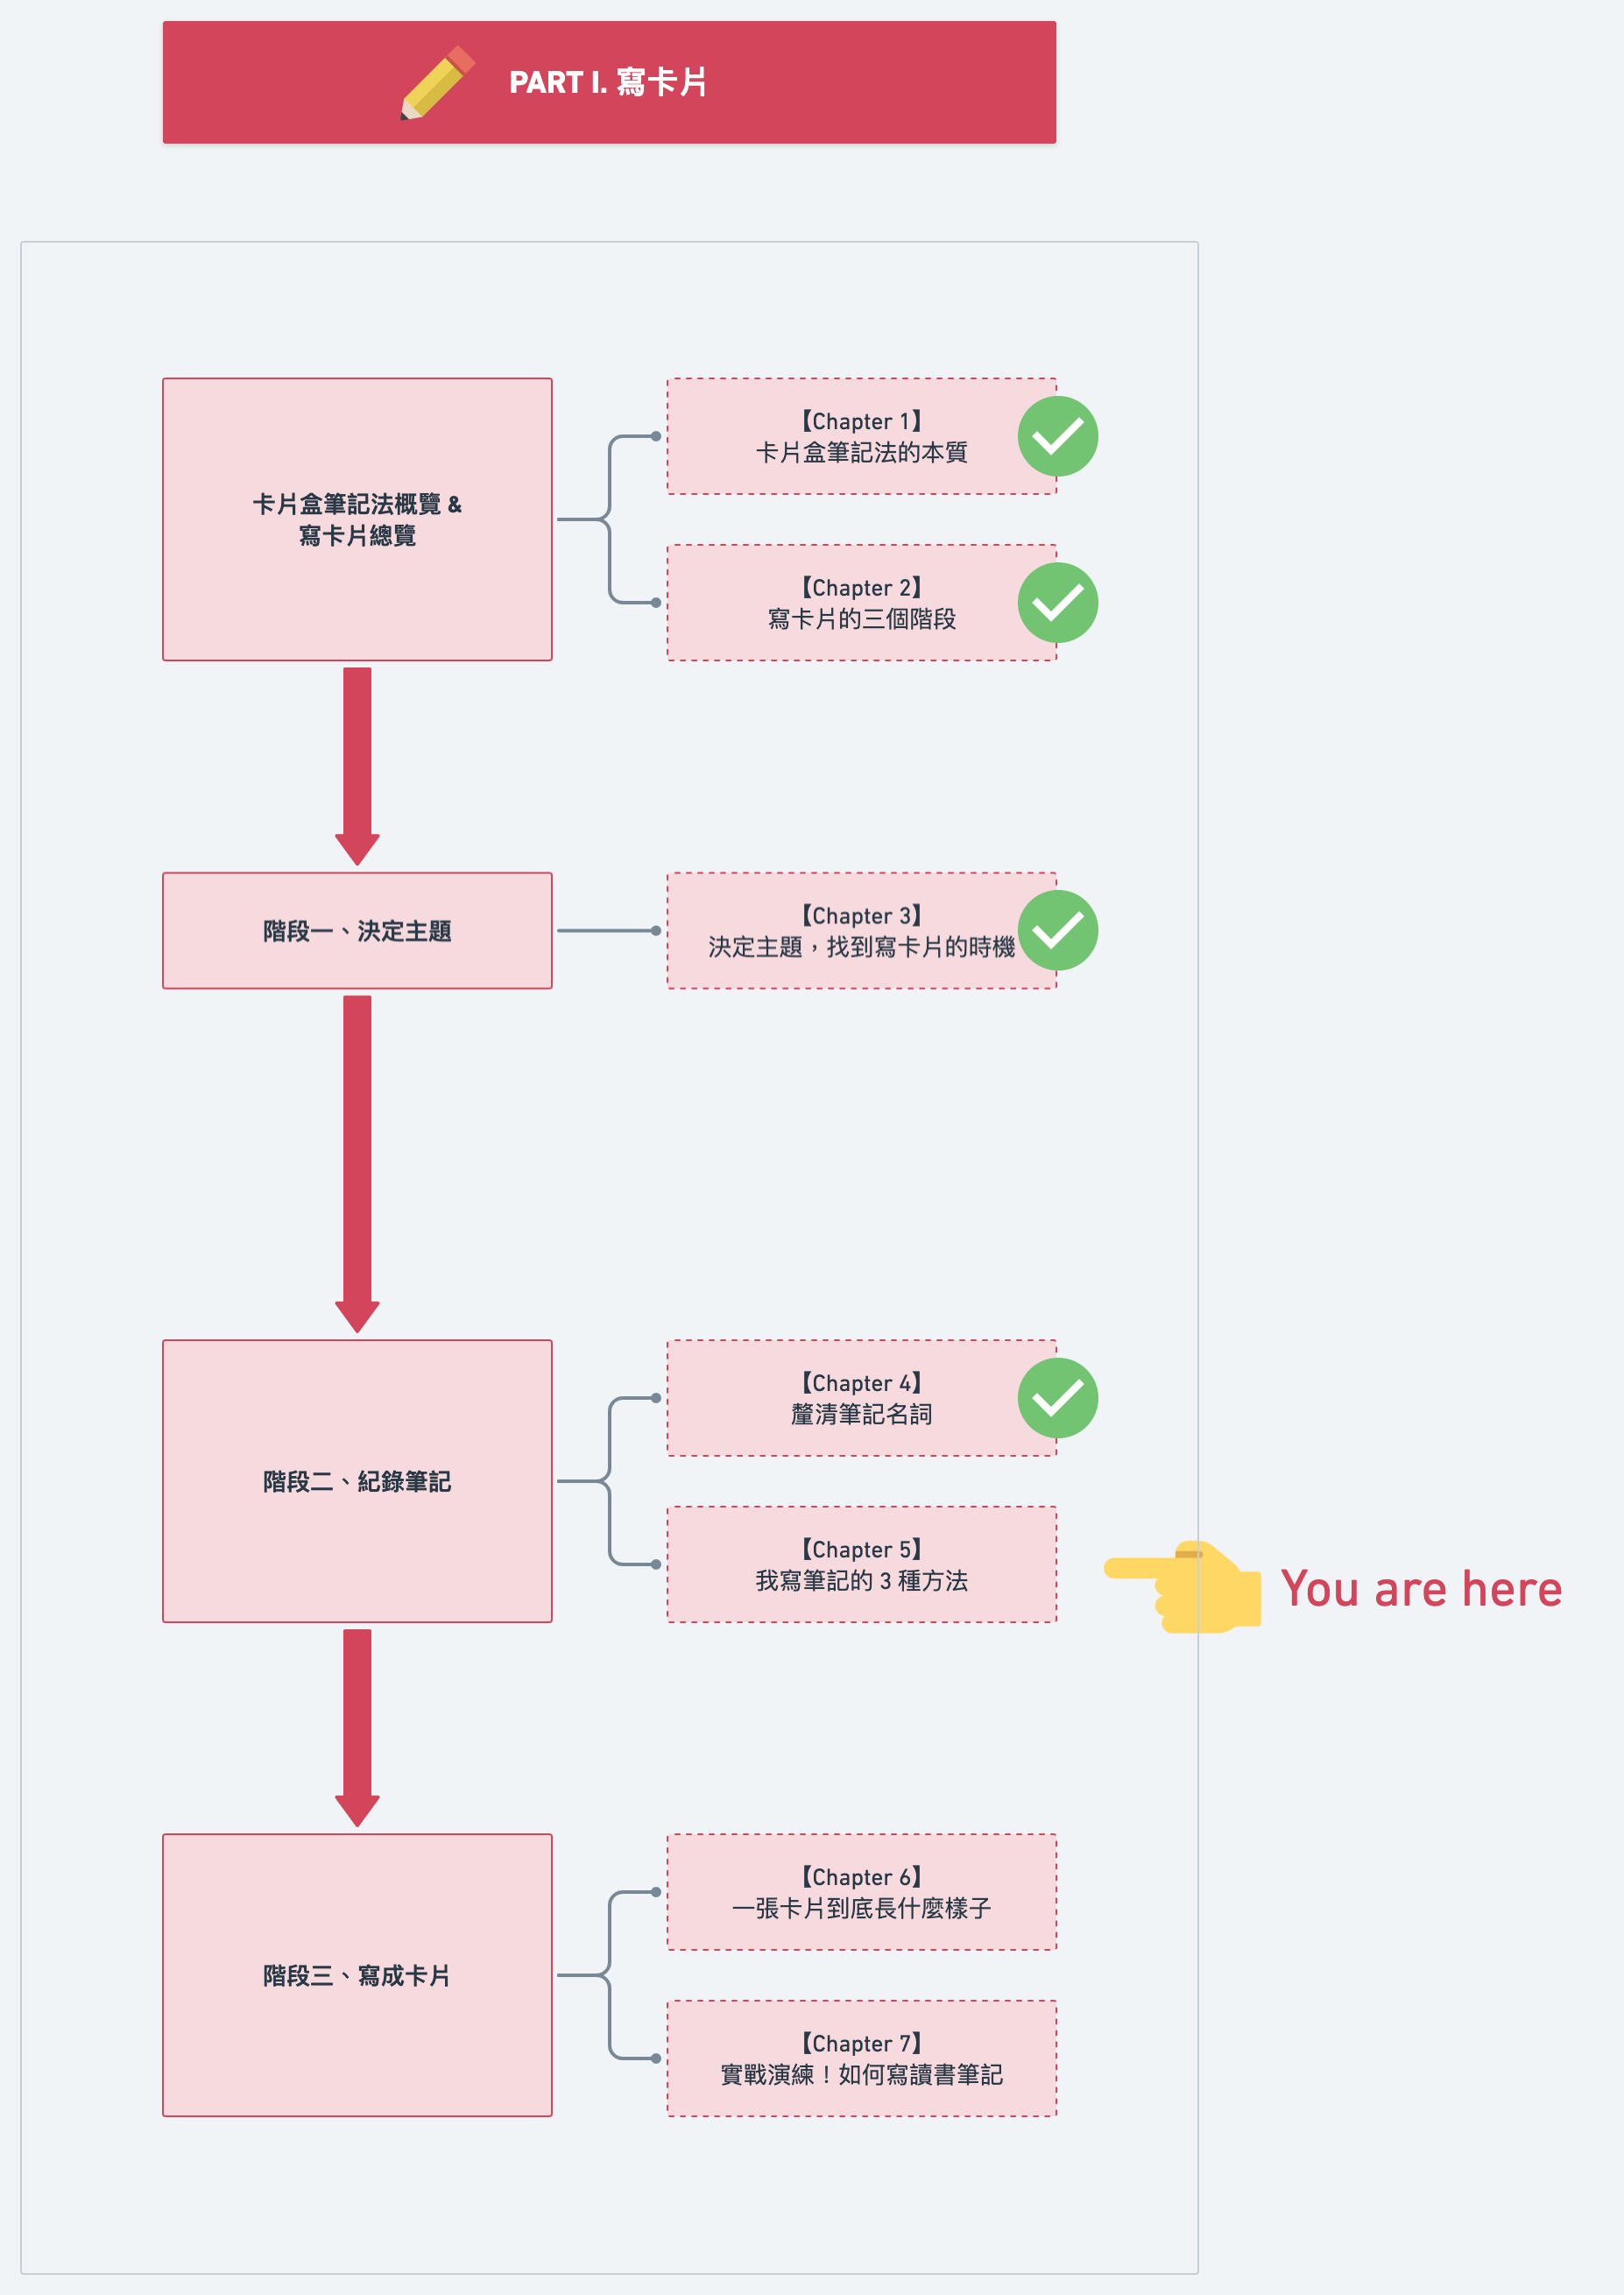 PART I. 寫卡片
卡片盒筆記法概覽 &
寫卡片總覽
【Chapter 1】
卡片盒筆記法的本質
【Chapter 2】
寫卡片的三個階段
階段一、決定主題
【Chapter 3】
決定主題，找到寫卡片的時機
階段二、紀錄筆記
【Chapter 4】
釐清筆記名詞
【Chapter 5】
我寫筆記的 3 種方法
You are here
階段三、寫成卡片
【Chapter 6】
一張卡片到底長什麼樣子
【Chapter 7】
實戰演練！如何寫讀書筆記